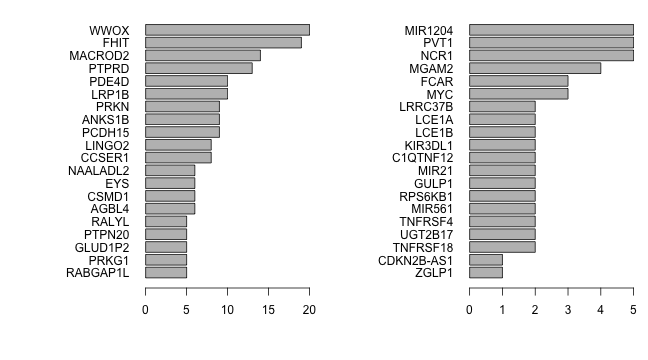 WWOX
FHIT
MACROD2
PTPRD
PDE4D
LRP1B
PRKN
ANKS1B
PCDH15
LINGO2
CCSER1
NAALADL2
EYS
CSMD1
AGBL4
RALYL
PTPN20
GLUD1P2
PRKG1
RABGAP1L
0 5 10 15 20
MIR1204
PVT1
NCR1
MGAM2
FCAR
MYC
LRRC37B
LCE1A
LCE1B
KIR3DL1
C1QTNF12
MIR21
GULP1
RPS6KB1
MIR561
TNFRSF4
UGT2B17
TNFRSF18
CDKN2B-AS1
ZGLP1
0 1 2 3 4 5